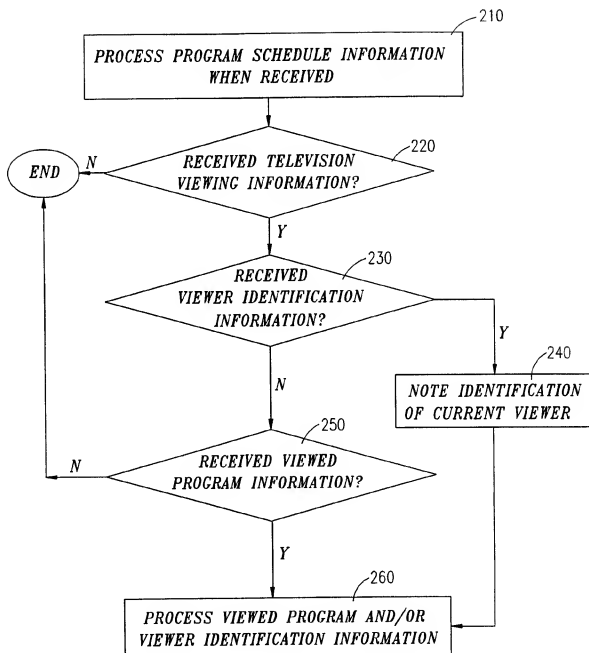 210
PROCESS PROGRAM SCHEDULE INFORMATION
WHEN RECEIVED
220
N
END
RECEIVED TELEVISION
VIEWING INFORMATION?
Y
230
RECEIVED
VIEWER IDENTIFICATION
INFORMATION?
Y
240
N
NOTE IDENTIFICATION
OF CURRENT VIEWER
250
N
RECEIVED VIEWED
PROGRAM INFORMATION?
Y
260
PROCESS VIEWED PROGRAM AND/OR
VIEWER IDENTIFICATION INFORMATION